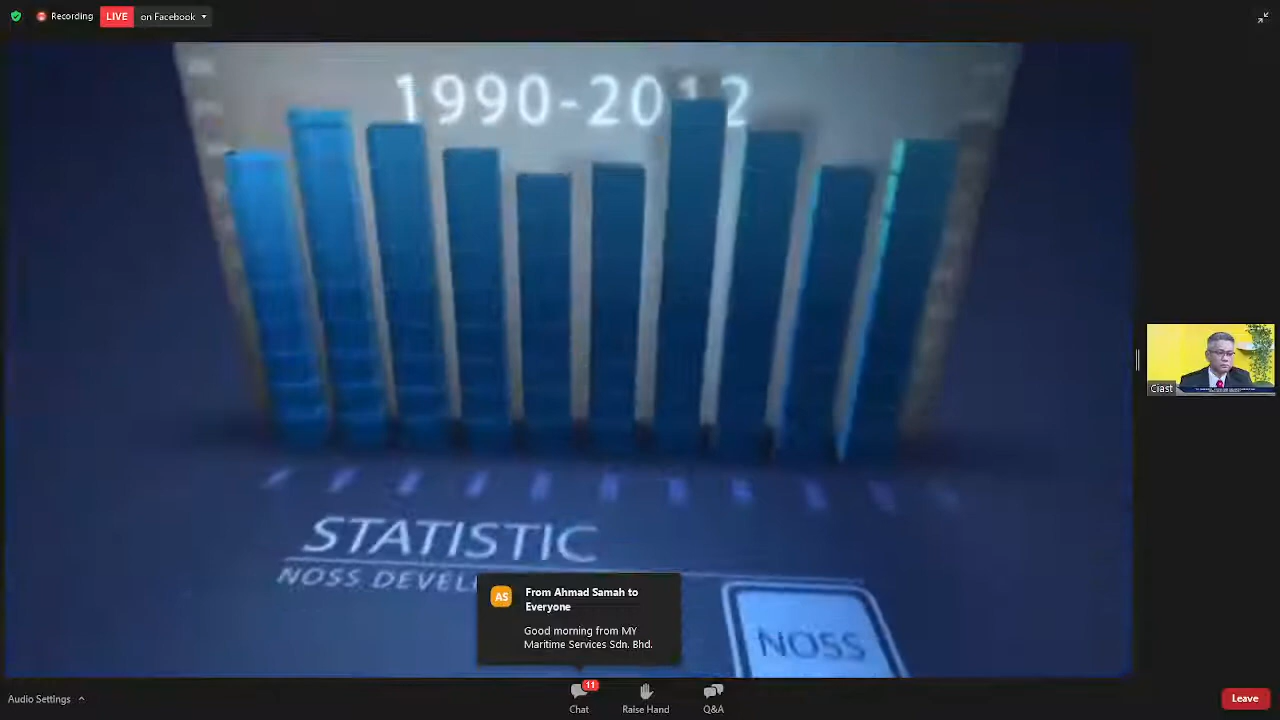 Recording
LIVE
on Facebook
1990-2012
STATISTIC
NOSS
NOSS
AS
From Ahmad Samah to
Everyone
Good morning from MY
Maritime Services Sdn. Bhd.
Ciast
Audio Settings
11
Chat
Raise Hand
Q&A
Leave